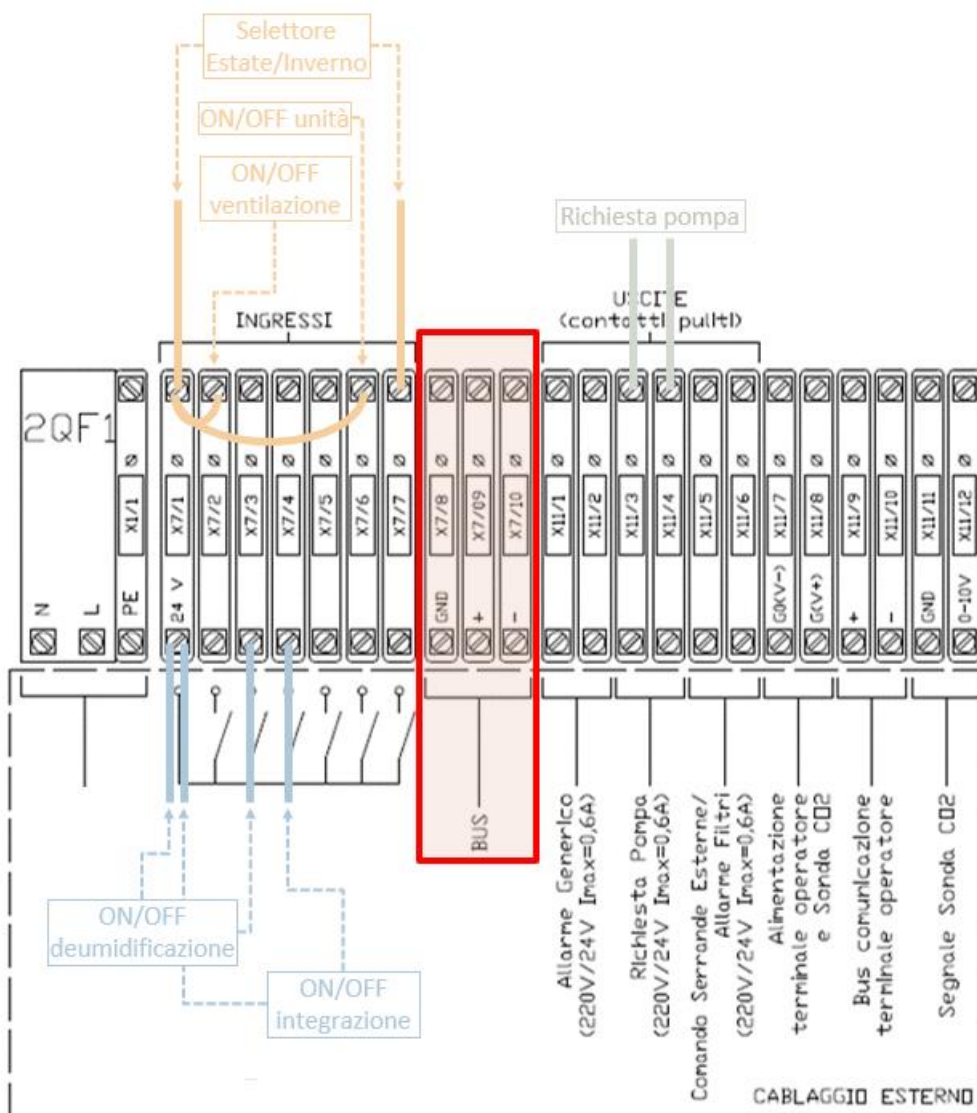 Selettore
Estate/Inverno
ON/OFF unità
ON/OFF
ventilazione
Richiesta pompa
INGRESSI
USCITE
(contatti puliti)
2QF1
X1/1
X7/1
X7/2
X7/3
X7/4
X7/5
X7/6
X7/7
X7/8
X7/09
X7/10
X11/1
X11/2
X11/3
X11/4
X11/5
X11/6
X11/7
X11/8
X11/9
X11/10
X11/11
X11/12
N
L
PE
24 V
GND
+
-
G0(V-)
G(V+)
+
-
GND
0-10V
BUS
Allarme Generico
(220V/24V Imax=0,6A)
Richiesta Pompa
(220V/24V Imax=0,6A)
Comando Serrande Esterne/
Allarme Filtri
(220V/24V Imax=0,6A)
Alimentazione
terminale operatore
e Sonda CO2
Bus comunicazione
terminale operatore
Segnale Sonda CO2
ON/OFF
deumidificazione
ON/OFF
integrazione
CABLAGGIO ESTERNO